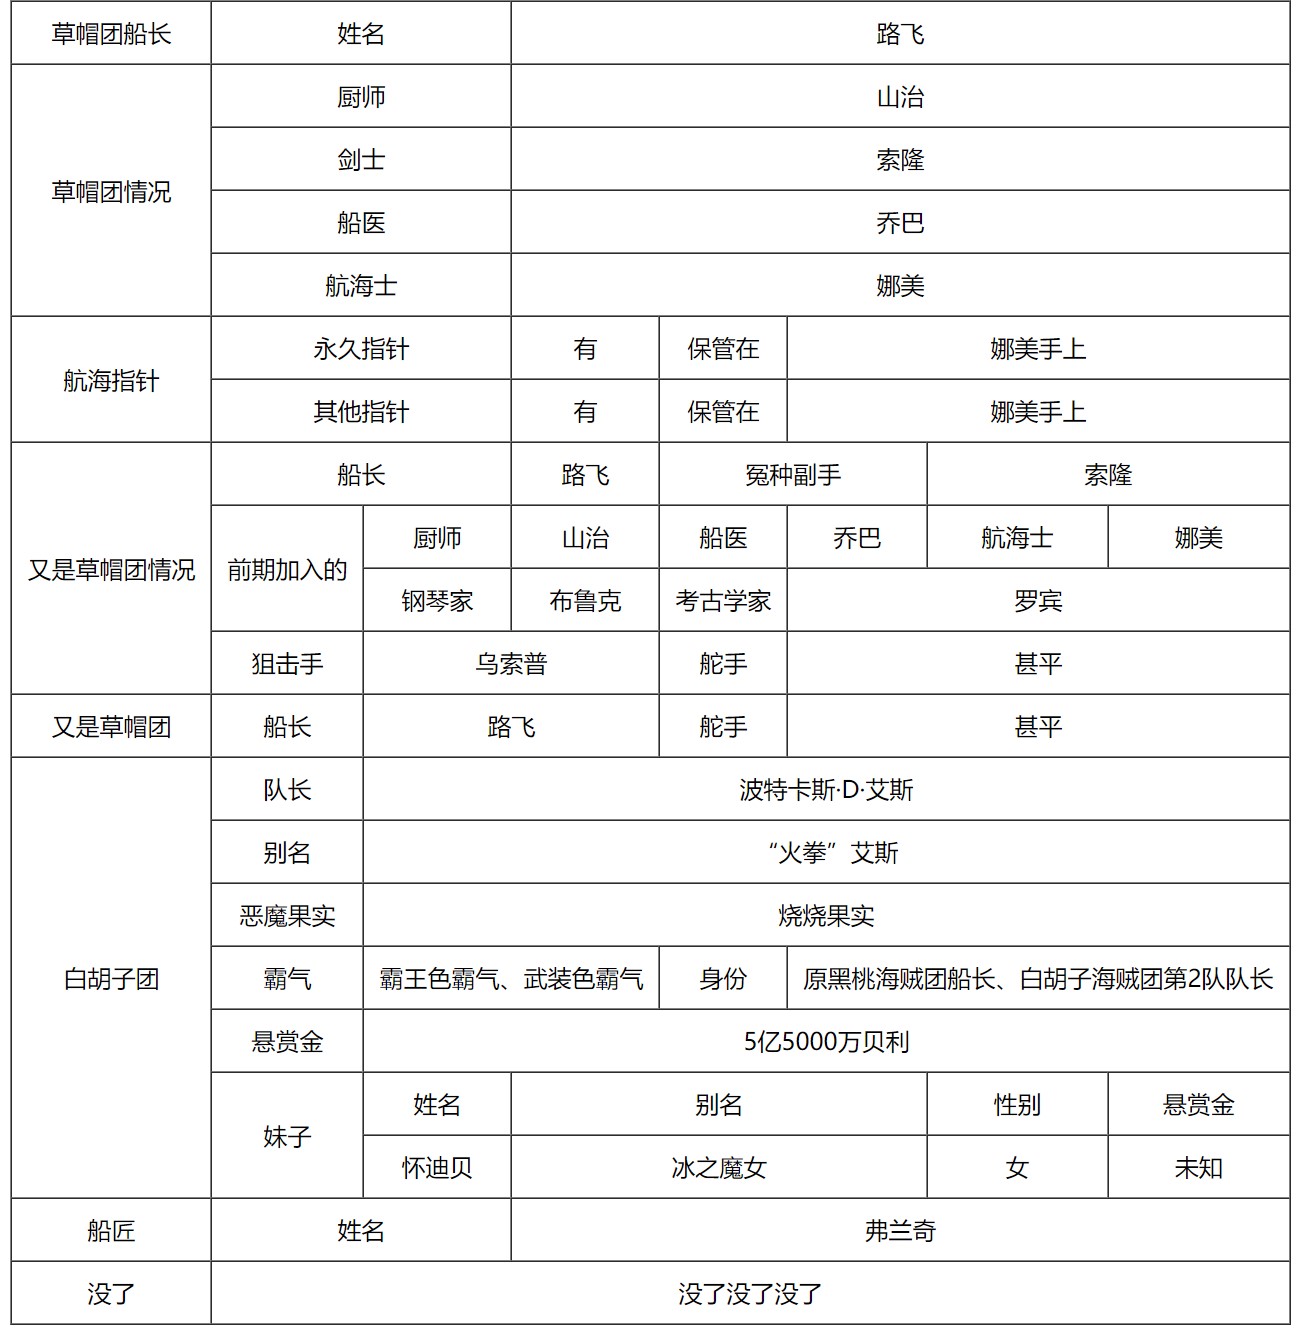 草帽团船长 姓名 路飞
草帽团情况 厨师 山治
剑士 索隆
船医 乔巴
航海士 娜美
航海指针 永久指针 有 保管在 娜美手上
其他指针 有 保管在 娜美手上
又是草帽团情况 船长 路飞 冤种副手 索隆
前期加入的 厨师 山治 船医 乔巴 航海士 娜美
钢琴家 布鲁克 考古学家 罗宾
狙击手 乌索普 舵手 甚平
又是草帽团 船长 路飞 舵手 甚平
白胡子团 队长 波特卡斯·D·艾斯
别名 “火拳”艾斯
恶魔果实 烧烧果实
霸气 霸王色霸气、武装色霸气 身份 原黑桃海贼团船长、白胡子海贼团第2队队长
悬赏金 5亿5000万贝利
妹子 姓名 别名 性别 悬赏金
怀迪贝 冰之魔女 女 未知
船匠 姓名 弗兰奇
没了 没了没了没了